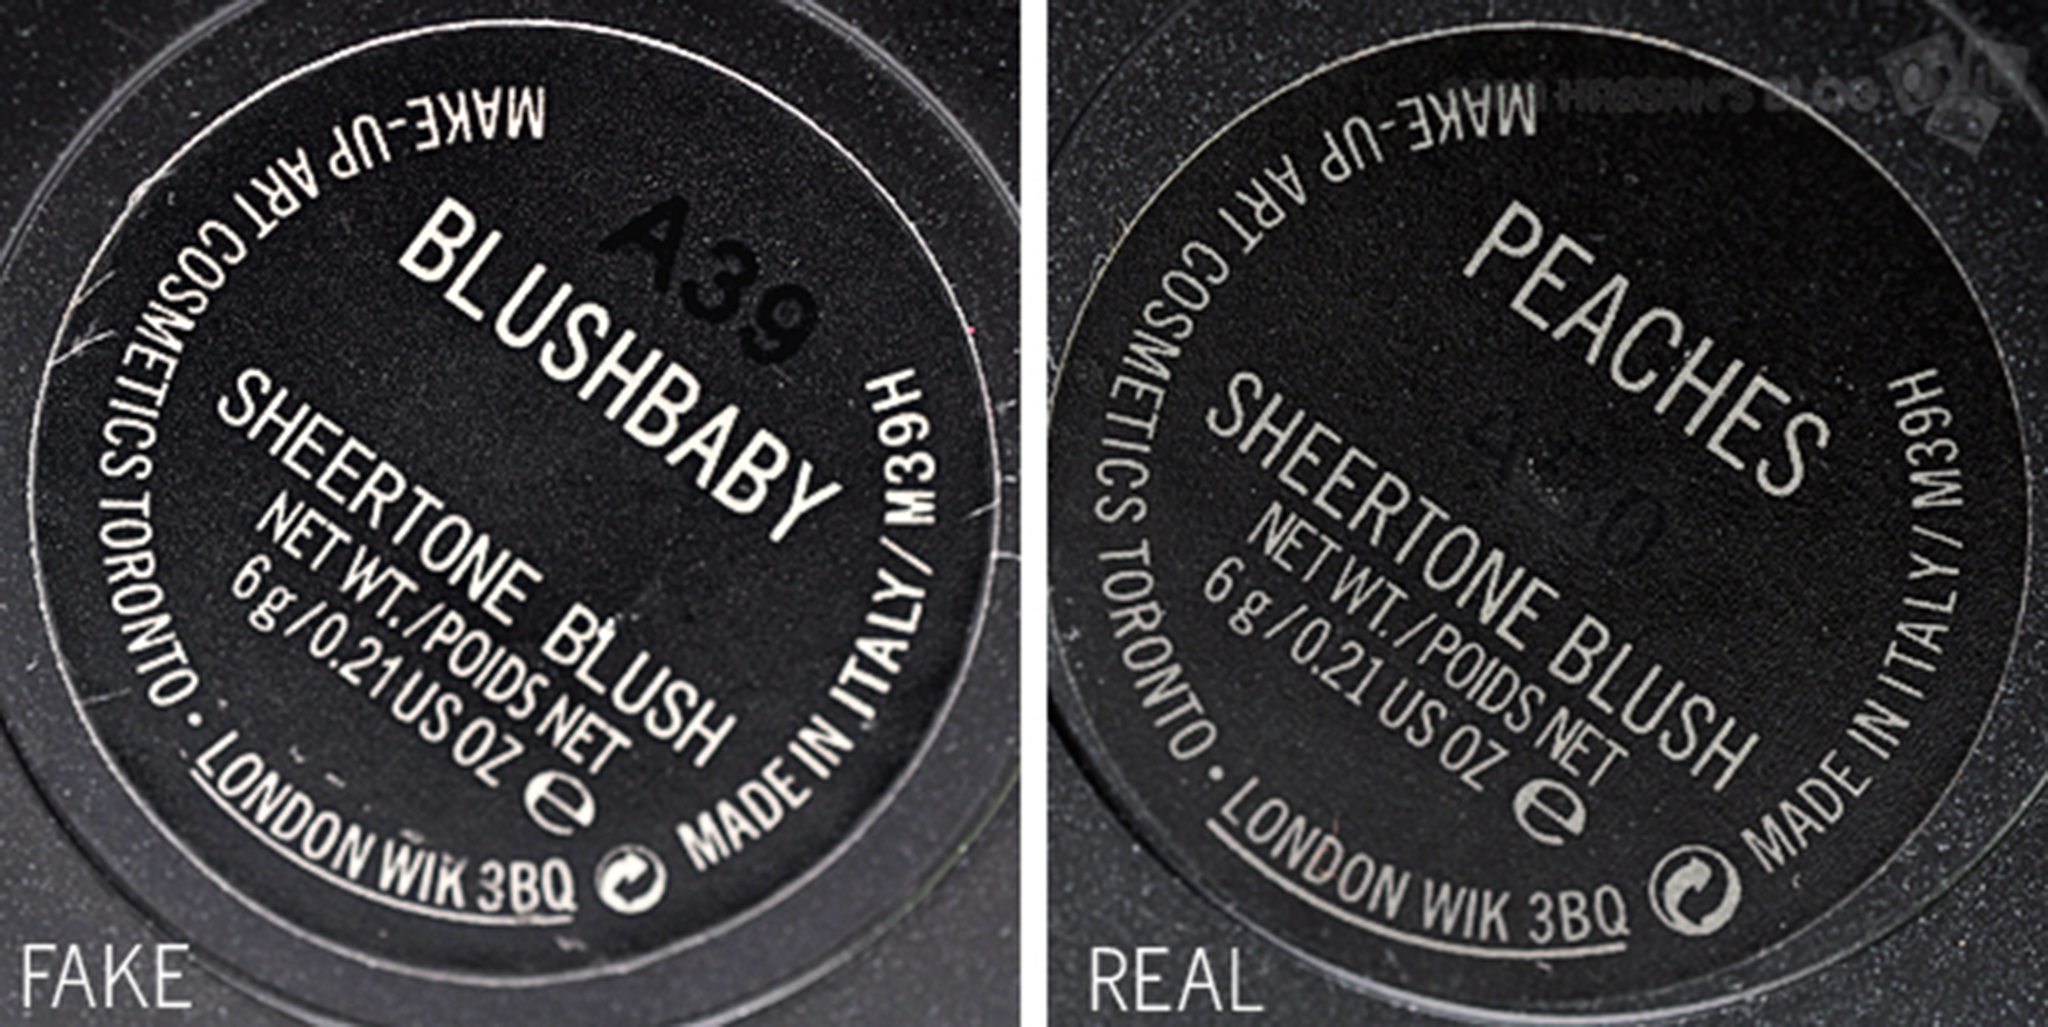 MAKE-UP ART COSMETICS TORONTO • LONDON WIK 3BQ
MADE IN ITALY / M39H
A39
BLUSHBABY
SHEERTONE BLUSH
NET WT./POIDS NET
6 g / 0.21 US OZ e
FAKE
HASSAN'S BLOG
MAKE-UP ART COSMETICS TORONTO • LONDON WIK 3BQ
MADE IN ITALY / M39H
PEACHES
SHEERTONE BLUSH
NET WT./POIDS NET
6 g / 0.21 US OZ e
REAL